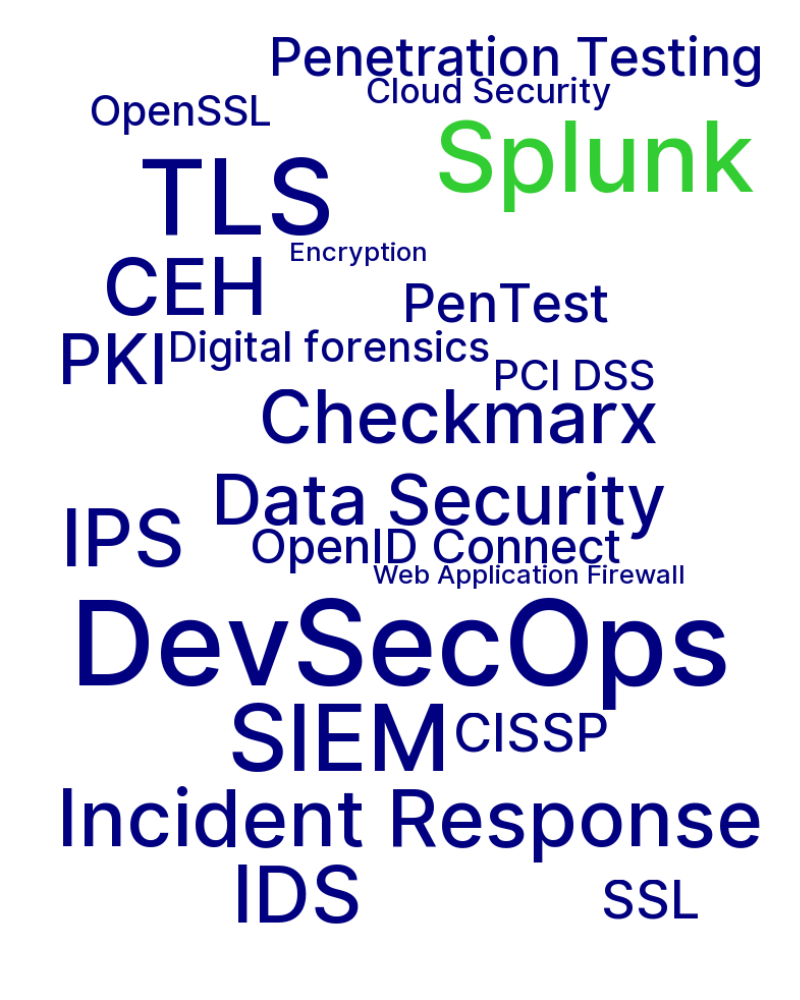 Penetration Testing
Cloud Security
OpenSSL
Splunk
TLS
Encryption
CEH
PenTest
PKI
Digital forensics
PCI DSS
Checkmarx
Data Security
IPS
OpenID Connect
Web Application Firewall
DevSecOps
SIEM
CISSP
Incident Response
IDS
SSL